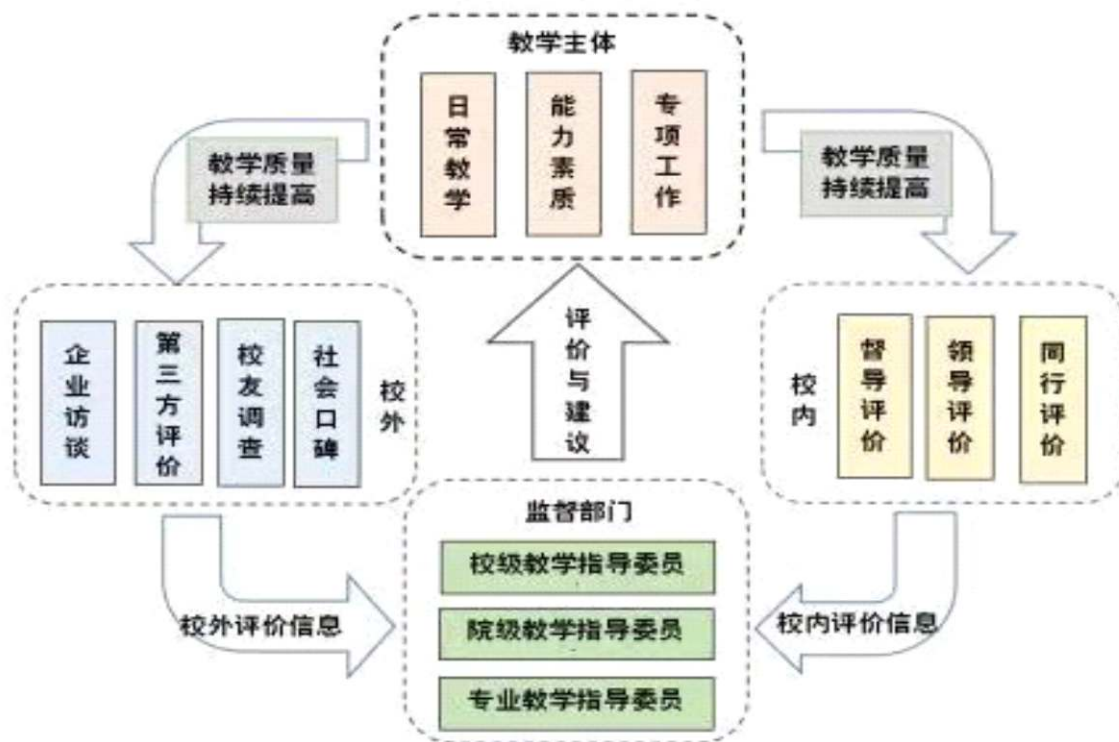 教学主体
日常教学
能力素质
专项工作
教学质量
持续提高
教学质量
持续提高
企业访谈
第三方评价
校友调查
社会口碑
校外
评价与建议
校内
督导评价
领导评价
同行评价
监督部门
校级教学指导委员
院级教学指导委员
专业教学指导委员
校外评价信息
校内评价信息